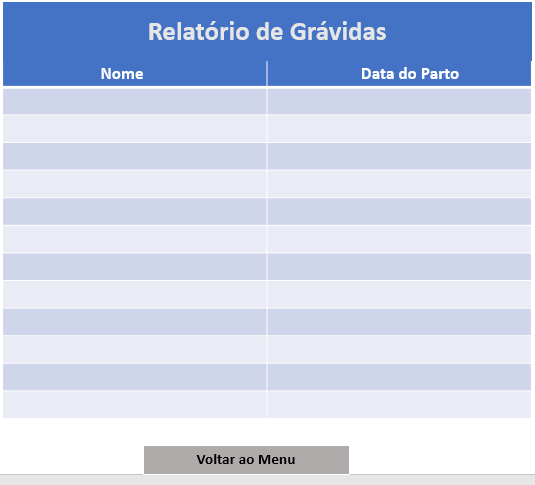 Relatório de Grávidas
Nome Data do Parto
Voltar ao Menu